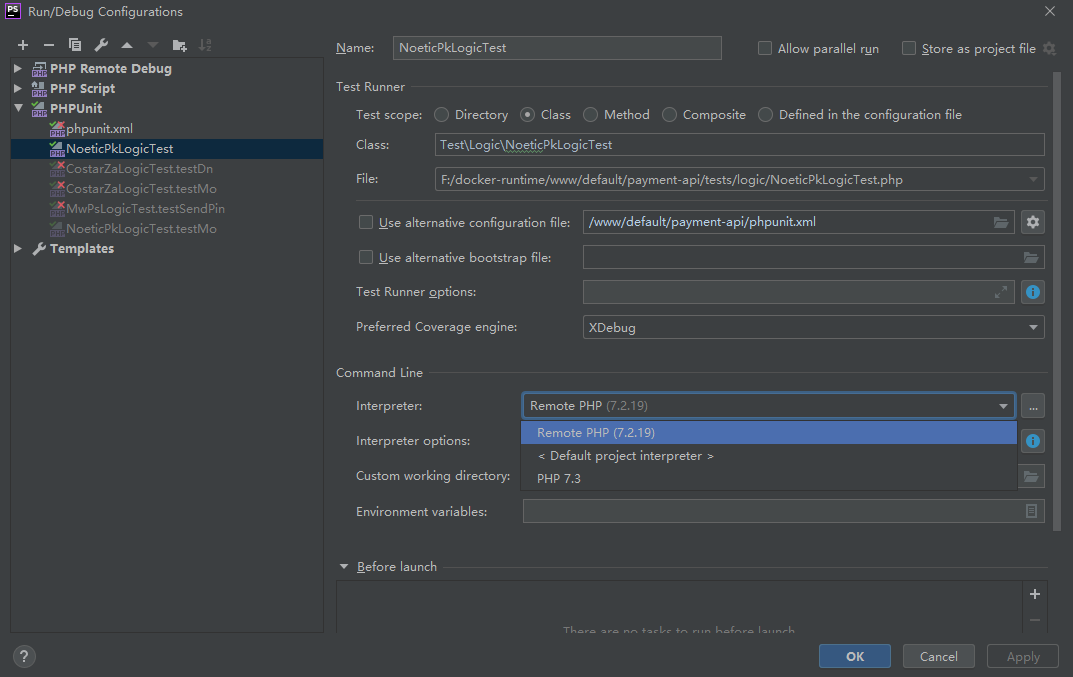 PS Run/Debug Configurations
Name: NoeticPkLogicTest Allow parallel run Store as project file
PHP Remote Debug
PHP Script
PHPUnit
phpunit.xml
NoeticPkLogicTest
CostarZaLogicTest.testDn
CostarZaLogicTest.testMo
MwPsLogicTest.testSendPin
NoeticPkLogicTest.testMo
Templates
Test Runner
Test scope: Directory Class Method Composite Defined in the configuration file
Class: Test\Logic\NoeticPkLogicTest
File: F:/docker-runtime/www/default/payment-api/tests/logic/NoeticPkLogicTest.php
Use alternative configuration file: /www/default/payment-api/phpunit.xml
Use alternative bootstrap file:
Test Runner options:
Preferred Coverage engine: XDebug
Command Line
Interpreter: Remote PHP (7.2.19) ...
Remote PHP (7.2.19)
Interpreter options:
< Default project interpreter >
Custom working directory: PHP 7.3
Environment variables:
Before launch
There are no tasks to run before launch
? OK Cancel Apply